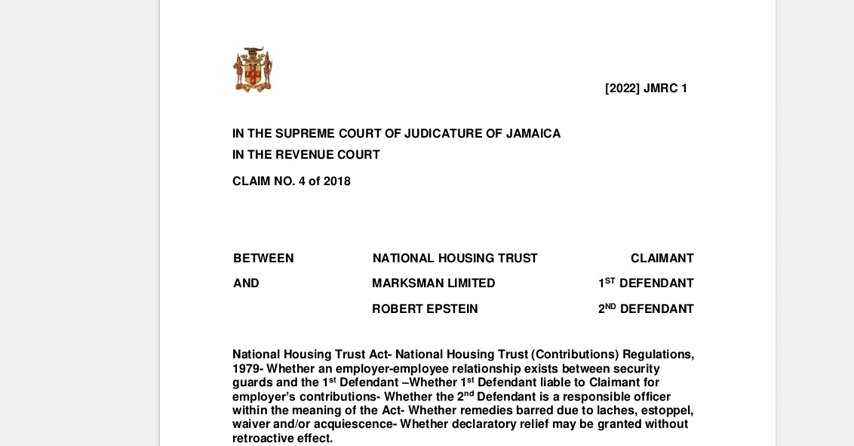 [2022] JMRC 1
IN THE SUPREME COURT OF JUDICATURE OF JAMAICA
IN THE REVENUE COURT
CLAIM NO. 4 of 2018
BETWEEN NATIONAL HOUSING TRUST CLAIMANT
AND MARKSMAN LIMITED 1ST DEFENDANT
ROBERT EPSTEIN 2ND DEFENDANT
National Housing Trust Act- National Housing Trust (Contributions) Regulations,
1979- Whether an employer-employee relationship exists between security
guards and the 1st Defendant –Whether 1st Defendant liable to Claimant for
employer's contributions- Whether the 2nd Defendant is a responsible officer
within the meaning of the Act- Whether remedies barred due to laches, estoppel,
waiver and/or acquiescence- Whether declaratory relief may be granted without
retroactive effect.